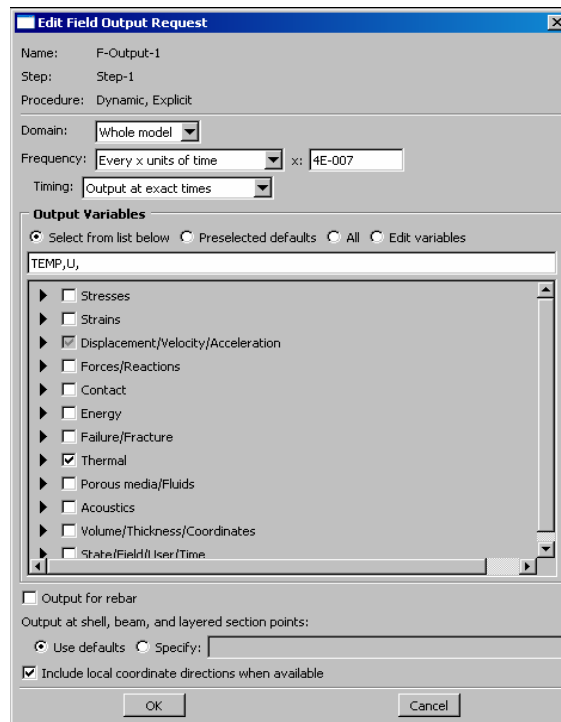 Edit Field Output Request
Name: F-Output-1
Step: Step-1
Procedure: Dynamic, Explicit
Domain: Whole model
Frequency: Every x units of time x: 4E-007
Timing: Output at exact times
Output Variables
Select from list below Preselected defaults All Edit variables
TEMP,U,
Stresses
Strains
Displacement/Velocity/Acceleration
Forces/Reactions
Contact
Energy
Failure/Fracture
Thermal
Porous media/Fluids
Acoustics
Volume/Thickness/Coordinates
State/Field/User/Time
Output for rebar
Output at shell, beam, and layered section points:
Use defaults Specify:
Include local coordinate directions when available
OK Cancel